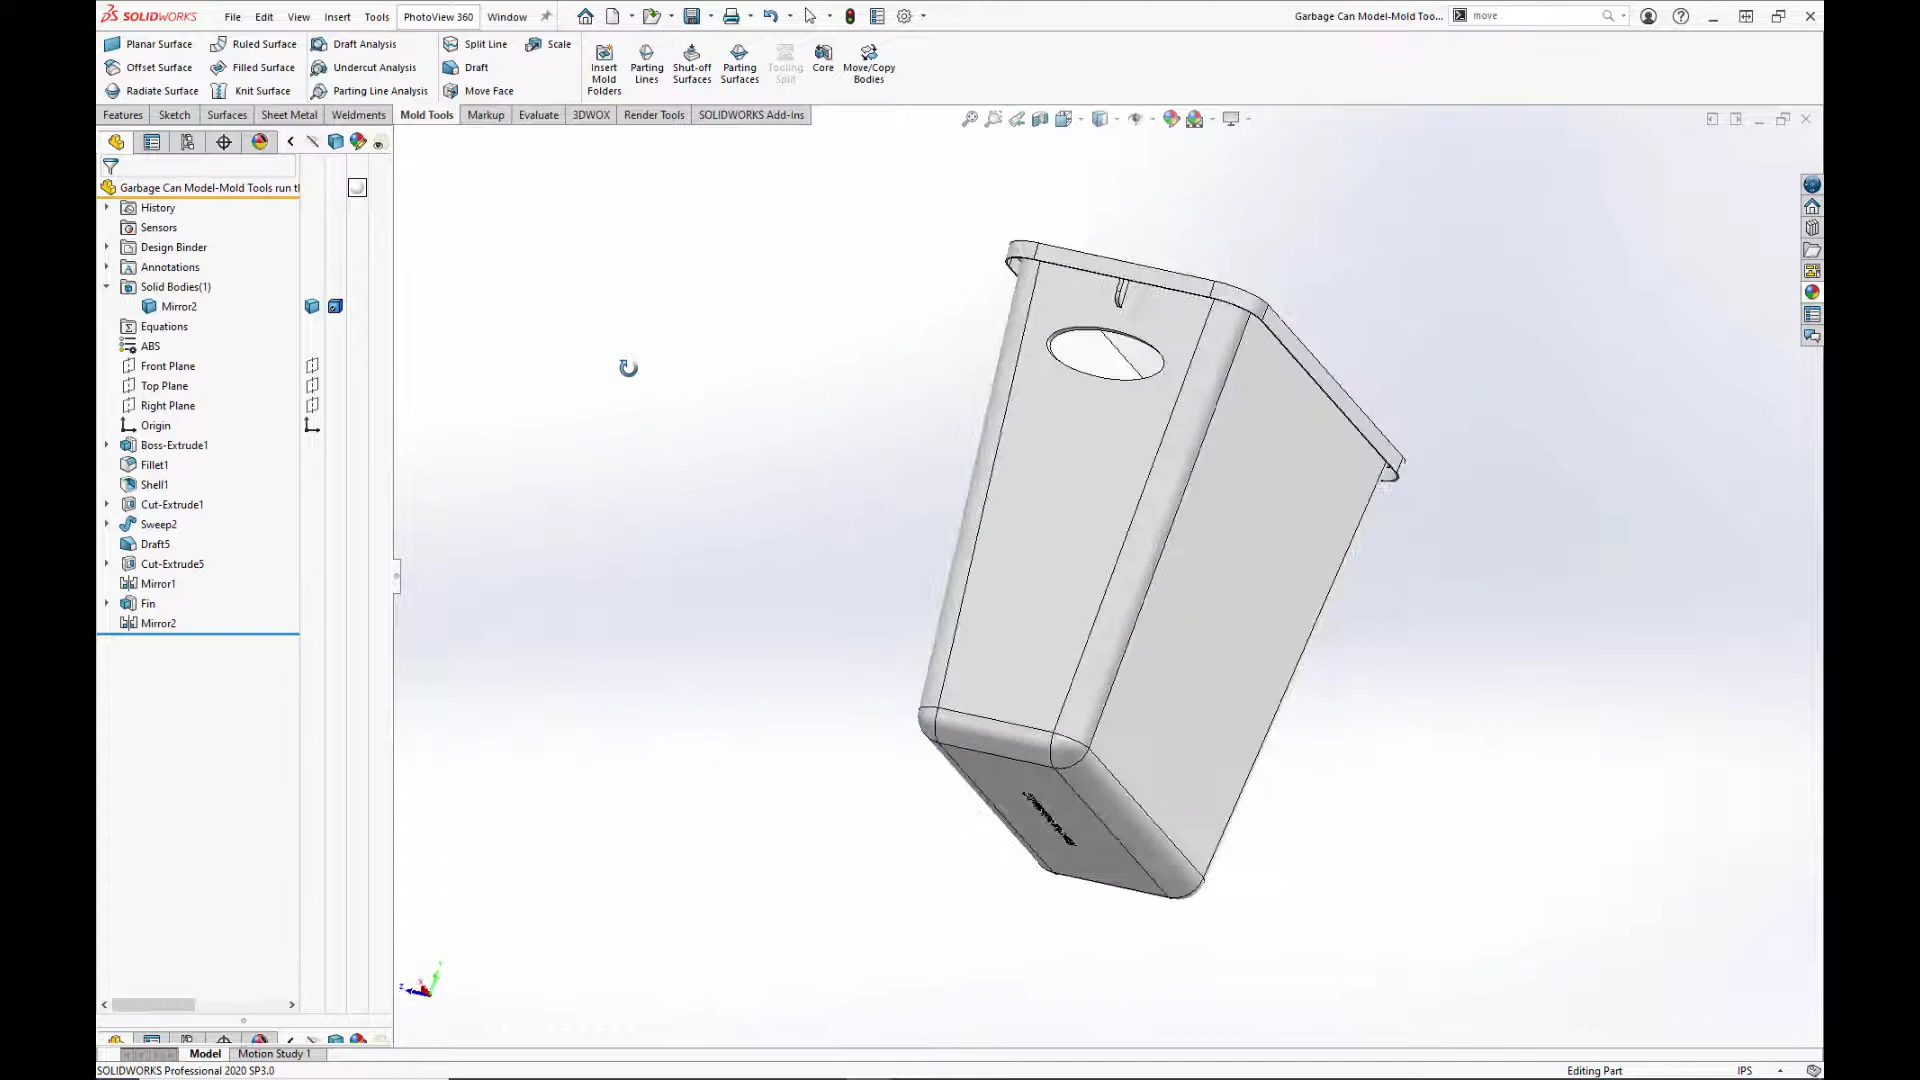 SOLIDWORKS File Edit View Insert Tools PhotoView 360 Window Garbage Can Model-Mold Too... move
Planar Surface Ruled Surface Draft Analysis Split Line Scale
Offset Surface Filled Surface Undercut Analysis Draft
Radiate Surface Knit Surface Parting Line Analysis Move Face
Insert Mold Folders
Parting Lines
Shut-off Surfaces
Parting Surfaces
Tooling Split
Core
Move/Copy Bodies
Features Sketch Surfaces Sheet Metal Weldments Mold Tools Markup Evaluate 3DWOX Render Tools SOLIDWORKS Add-Ins
Garbage Can Model-Mold Tools run t
History
Sensors
Design Binder
Annotations
Solid Bodies(1)
Mirror2
Equations
ABS
Front Plane
Top Plane
Right Plane
Origin
Boss-Extrude1
Fillet1
Shell1
Cut-Extrude1
Sweep2
Draft5
Cut-Extrude5
Mirror1
Fin
Mirror2
Model Motion Study 1
SOLIDWORKS Professional 2020 SP3.0 Editing Part IPS